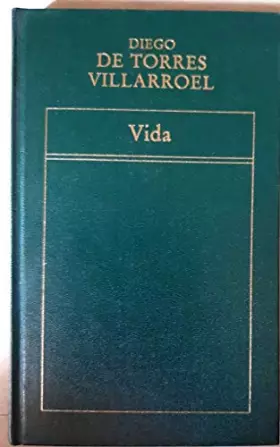 DIEGO
DE TORRES
VILLARROEL
Vida